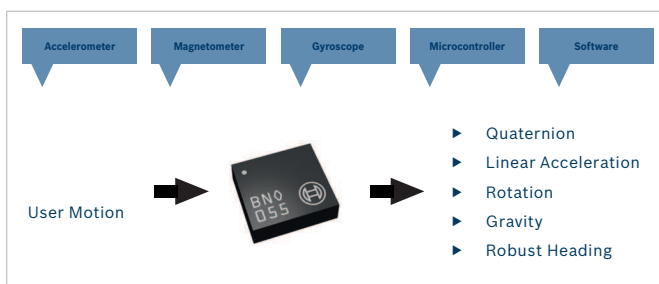 Accelerometer
Magnetometer
Gyroscope
Microcontroller
Software
User Motion
BNO
055
Quaternion
Linear Acceleration
Rotation
Gravity
Robust Heading